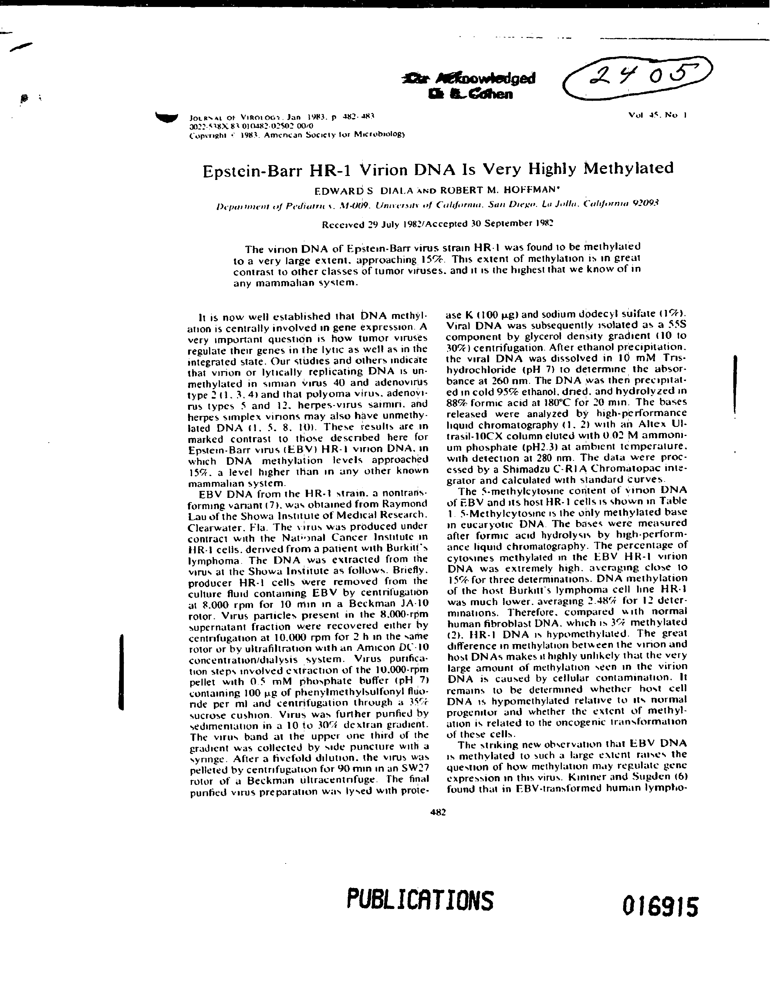 Acknowledged
Cohen
2405
JOURNAL OF VIROLOGY, Jan 1983, p. 482-483
0022-538X/83/010482-02$02.00/0
Copyright © 1983, American Society for Microbiology
Vol 45, No 1
Epstein-Barr HR-1 Virion DNA Is Very Highly Methylated
EDWARD S DIALA AND ROBERT M. HOFFMAN*
Department of Pediatrics, M-009, University of California, San Diego, La Jolla, California 92093
Received 29 July 1982/Accepted 30 September 1982
The virion DNA of Epstein-Barr virus strain HR-1 was found to be methylated
to a very large extent, approaching 15%. This extent of methylation is in great
contrast to other classes of tumor viruses, and it is the highest that we know of in
any mammalian system.
It is now well established that DNA methyl-
ation is centrally involved in gene expression. A
very important question is how tumor viruses
regulate their genes in the lytic as well as in the
integrated state. Our studies and others indicate
that virion or lytically replicating DNA is un-
methylated in simian virus 40 and adenovirus
type 2 (1, 3, 4) and that polyoma virus, adenovi-
rus types 5 and 12, herpes-virus saimiri, and
herpes simplex virions may also have unmethy-
lated DNA (1, 5, 8, 10). These results are in
marked contrast to those described here for
Epstein-Barr virus (EBV) HR-1 virion DNA, in
which DNA methylation levels approached
15%, a level higher than in any other known
mammalian system.
EBV DNA from the HR-1 strain, a nontrans-
forming variant (7), was obtained from Raymond
Lau of the Showa Institute of Medical Research,
Clearwater, Fla. The virus was produced under
contract with the National Cancer Institute in
HR-1 cells, derived from a patient with Burkitt's
lymphoma. The DNA was extracted from the
virus at the Showa Institute as follows. Briefly,
producer HR-1 cells were removed from the
culture fluid containing EBV by centrifugation
at 8,000 rpm for 10 min in a Beckman JA-10
rotor. Virus particles present in the 8,000-rpm
supernatant fraction were recovered either by
centrifugation at 10,000 rpm for 2 h in the same
rotor or by ultrafiltration with an Amicon DC-10
concentration/dialysis system. Virus purifica-
tion steps involved extraction of the 10,000-rpm
pellet with 0.5 mM phosphate buffer (pH 7)
containing 100 µg of phenylmethylsulfonyl fluo-
ride per ml and centrifugation through a 35%
sucrose cushion. Virus was further purified by
sedimentation in a 10 to 30% dextran gradient.
The virus band at the upper one third of the
gradient was collected by side puncture with a
syringe. After a fivefold dilution, the virus was
pelleted by centrifugation for 90 min in an SW27
rotor of a Beckman ultracentrifuge. The final
purified virus preparation was lysed with prote-
ase K (100 µg) and sodium dodecyl sulfate (1%).
Viral DNA was subsequently isolated as a 55S
component by glycerol density gradient (10 to
30%) centrifugation. After ethanol precipitation,
the viral DNA was dissolved in 10 mM Tris-
hydrochloride (pH 7) to determine the absor-
bance at 260 nm. The DNA was then precipitat-
ed in cold 95% ethanol, dried, and hydrolyzed in
88% formic acid at 180°C for 20 min. The bases
released were analyzed by high-performance
liquid chromatography (1, 2) with an Altex Ul-
trasil-10CX column eluted with 0.02 M ammoni-
um phosphate (pH2.3) at ambient temperature,
with detection at 280 nm. The data were proc-
essed by a Shimadzu C-R1A Chromatopac inte-
grator and calculated with standard curves.
The 5-methylcytosine content of virion DNA
of EBV and its host HR-1 cells is shown in Table
1. 5-Methylcytosine is the only methylated base
in eucaryotic DNA. The bases were measured
after formic acid hydrolysis by high-perform-
ance liquid chromatography. The percentage of
cytosines methylated in the EBV HR-1 virion
DNA was extremely high, averaging close to
15% for three determinations. DNA methylation
of the host Burkitt's lymphoma cell line HR-1
was much lower, averaging 2.48% for 12 deter-
minations. Therefore, compared with normal
human fibroblast DNA, which is 3% methylated
(2), HR-1 DNA is hypomethylated. The great
difference in methylation between the virion and
host DNAs makes it highly unlikely that the very
large amount of methylation seen in the virion
DNA is caused by cellular contamination. It
remains to be determined whether host cell
DNA is hypomethylated relative to its normal
progenitor and whether the extent of methyl-
ation is related to the oncogenic transformation
of these cells.
The striking new observation that EBV DNA
is methylated to such a large extent raises the
question of how methylation may regulate gene
expression in this virus. Kintner and Sugden (6)
found that in EBV-transformed human lympho-
482
PUBLICATIONS
016915